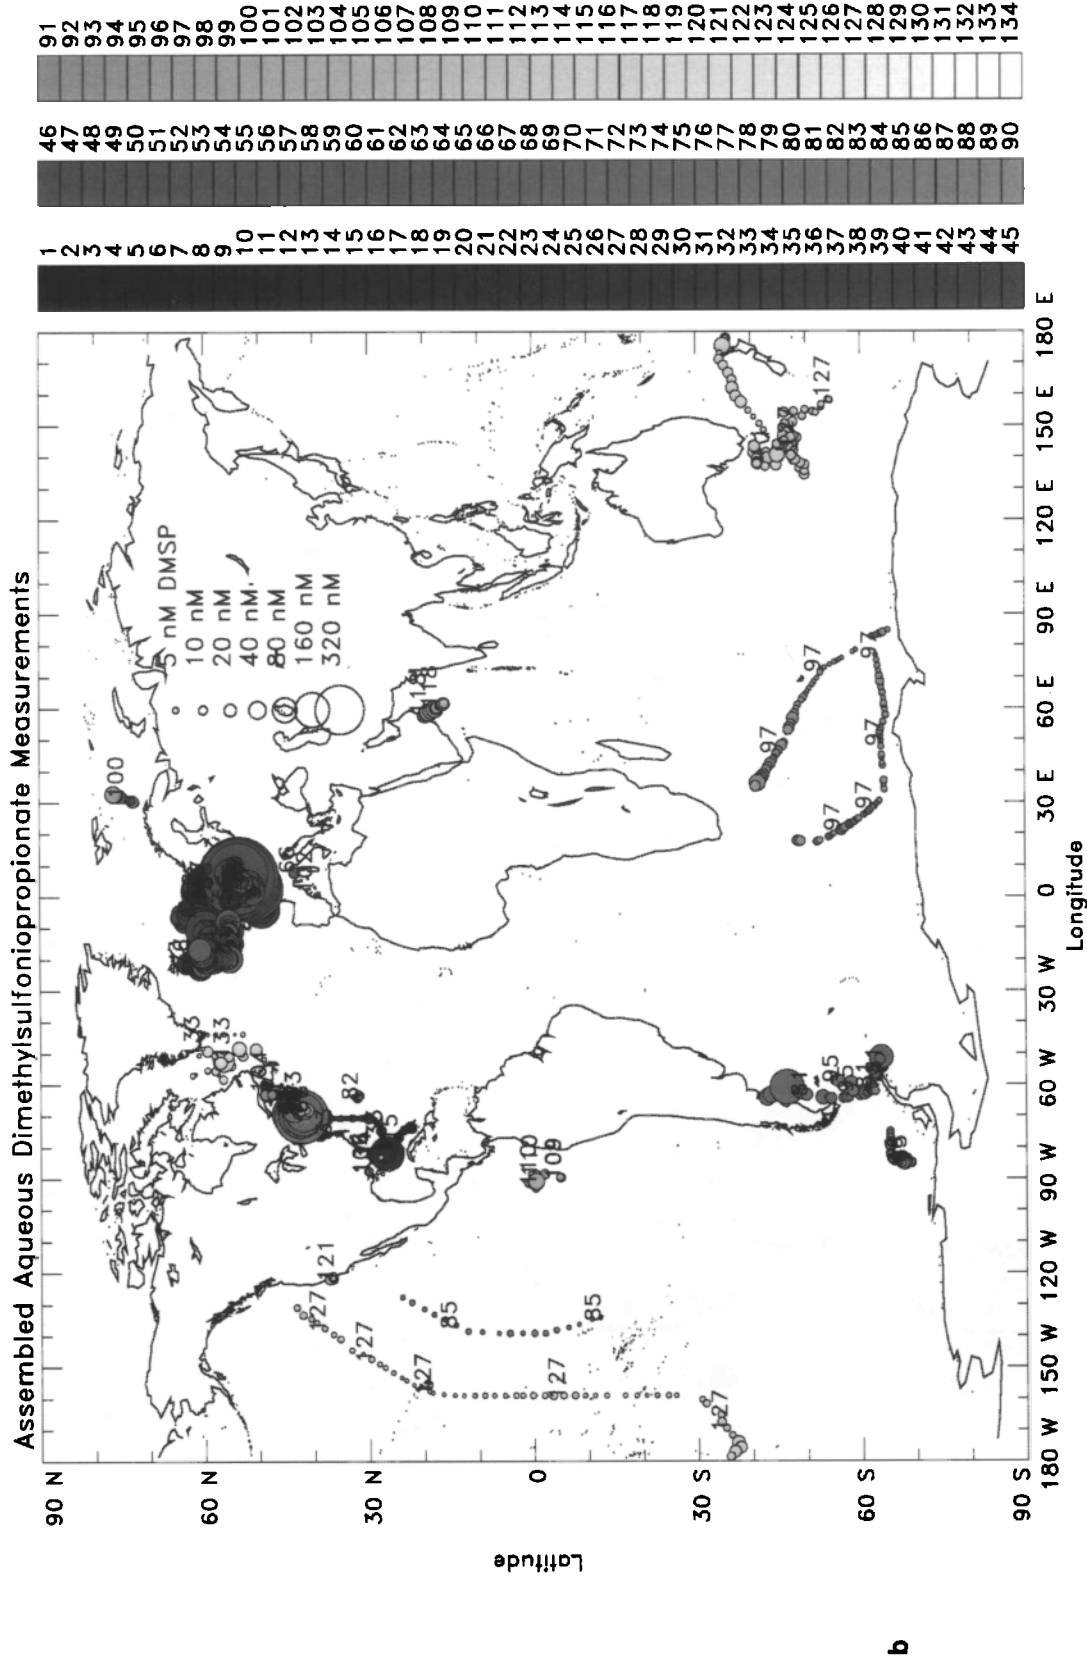 Assembled Aqueous Dimethylsulfoniopropionate Measurements
90 N
60 N
30 N
0
30 S
60 S
90 S
Latitude
180 W 150 W 120 W 90 W 60 W 30 W 0 30 E 60 E 90 E 120 E 150 E 180 E
Longitude
5 nM DMSP
10 nM
20 nM
40 nM
80 nM
160 nM
320 nM
33
33
82
110
109
121
127
127
127
127
127
85
85
118
97
97
97
97
97
97
127
1 2 3 4 5 6 7 8 9 10 11 12 13 14 15 16 17 18 19 20 21 22 23 24 25 26 27 28 29 30 31 32 33 34 35 36 37 38 39 40 41 42 43 44 45
46 47 48 49 50 51 52 53 54 55 56 57 58 59 60 61 62 63 64 65 66 67 68 69 70 71 72 73 74 75 76 77 78 79 80 81 82 83 84 85 86 87 88 89 90
91 92 93 94 95 96 97 98 99 100 101 102 103 104 105 106 107 108 109 110 111 112 113 114 115 116 117 118 119 120 121 122 123 124 125 126 127 128 129 130 131 132 133 134
b